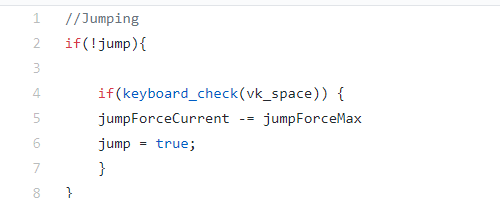 1 //Jumping
2 if(!jump){
3
4 if(keyboard_check(vk_space)) {
5 jumpForceCurrent -= jumpForceMax
6 jump = true;
7 }
8 }